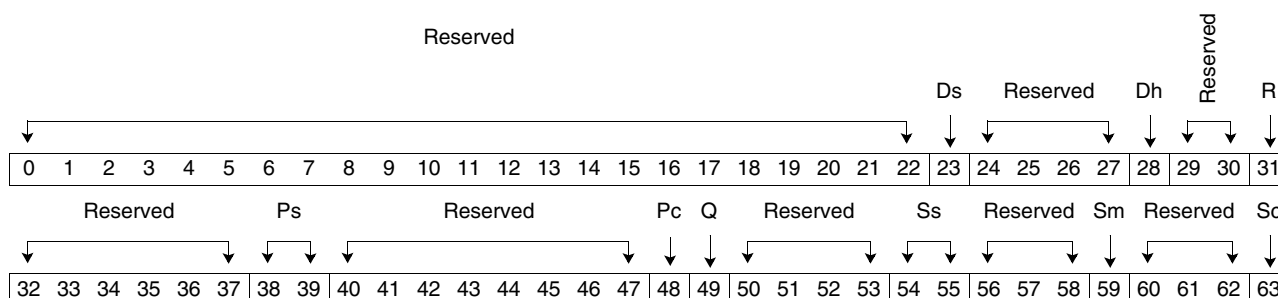 Reserved
Ds Reserved Dh Reserved R
0 1 2 3 4 5 6 7 8 9 10 11 12 13 14 15 16 17 18 19 20 21 22 23 24 25 26 27 28 29 30 31
Reserved Ps Reserved Pc Q Reserved Ss Reserved Sm Reserved Sc
32 33 34 35 36 37 38 39 40 41 42 43 44 45 46 47 48 49 50 51 52 53 54 55 56 57 58 59 60 61 62 63